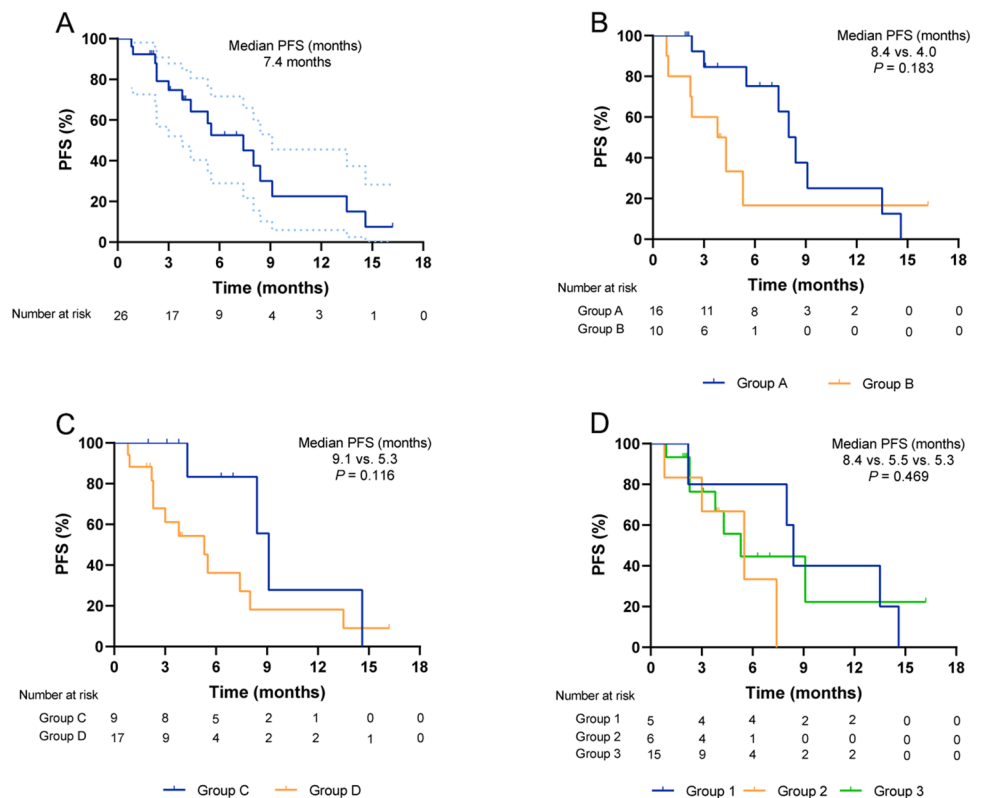 A
Median PFS (months)
7.4 months
PFS (%)
100
80
60
40
20
0
0 3 6 9 12 15 18
Time (months)
Number at risk 26 17 9 4 3 1 0
B
Median PFS (months)
8.4 vs. 4.0
P = 0.183
PFS (%)
100
80
60
40
20
0
0 3 6 9 12 15 18
Time (months)
Number at risk
Group A 16 11 8 3 2 0 0
Group B 10 6 1 0 0 0 0
Group A Group B
C
Median PFS (months)
9.1 vs. 5.3
P = 0.116
PFS (%)
100
80
60
40
20
0
0 3 6 9 12 15 18
Time (months)
Number at risk
Group C 9 8 5 2 1 0 0
Group D 17 9 4 2 2 1 0
Group C Group D
D
Median PFS (months)
8.4 vs. 5.5 vs. 5.3
P = 0.469
PFS (%)
100
80
60
40
20
0
0 3 6 9 12 15 18
Time (months)
Number at risk
Group 1 5 4 4 2 2 0 0
Group 2 6 4 1 0 0 0 0
Group 3 15 9 4 2 2 0 0
Group 1 Group 2 Group 3